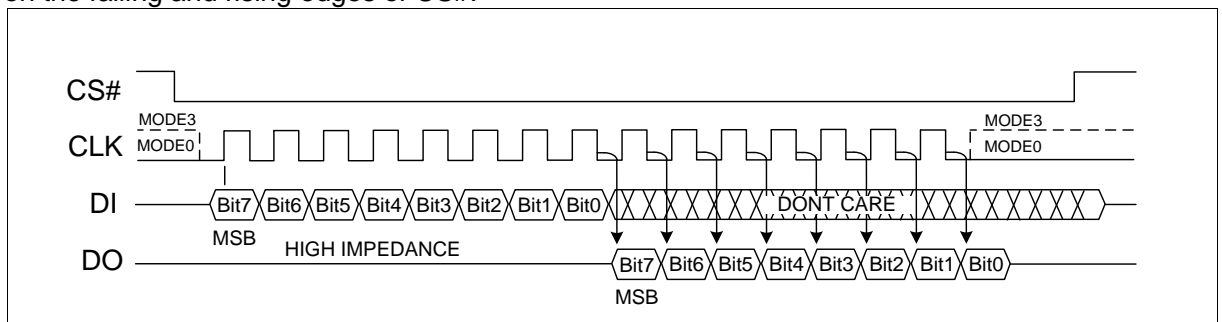 on the falling and rising edges of CS#.
CS#
MODE3
MODE3
CLK
MODE0
MODE0
DI
Bit7 Bit6 Bit5 Bit4 Bit3 Bit2 Bit1 Bit0
DONT CARE
MSB
HIGH IMPEDANCE
DO
Bit7 Bit6 Bit5 Bit4 Bit3 Bit2 Bit1 Bit0
MSB